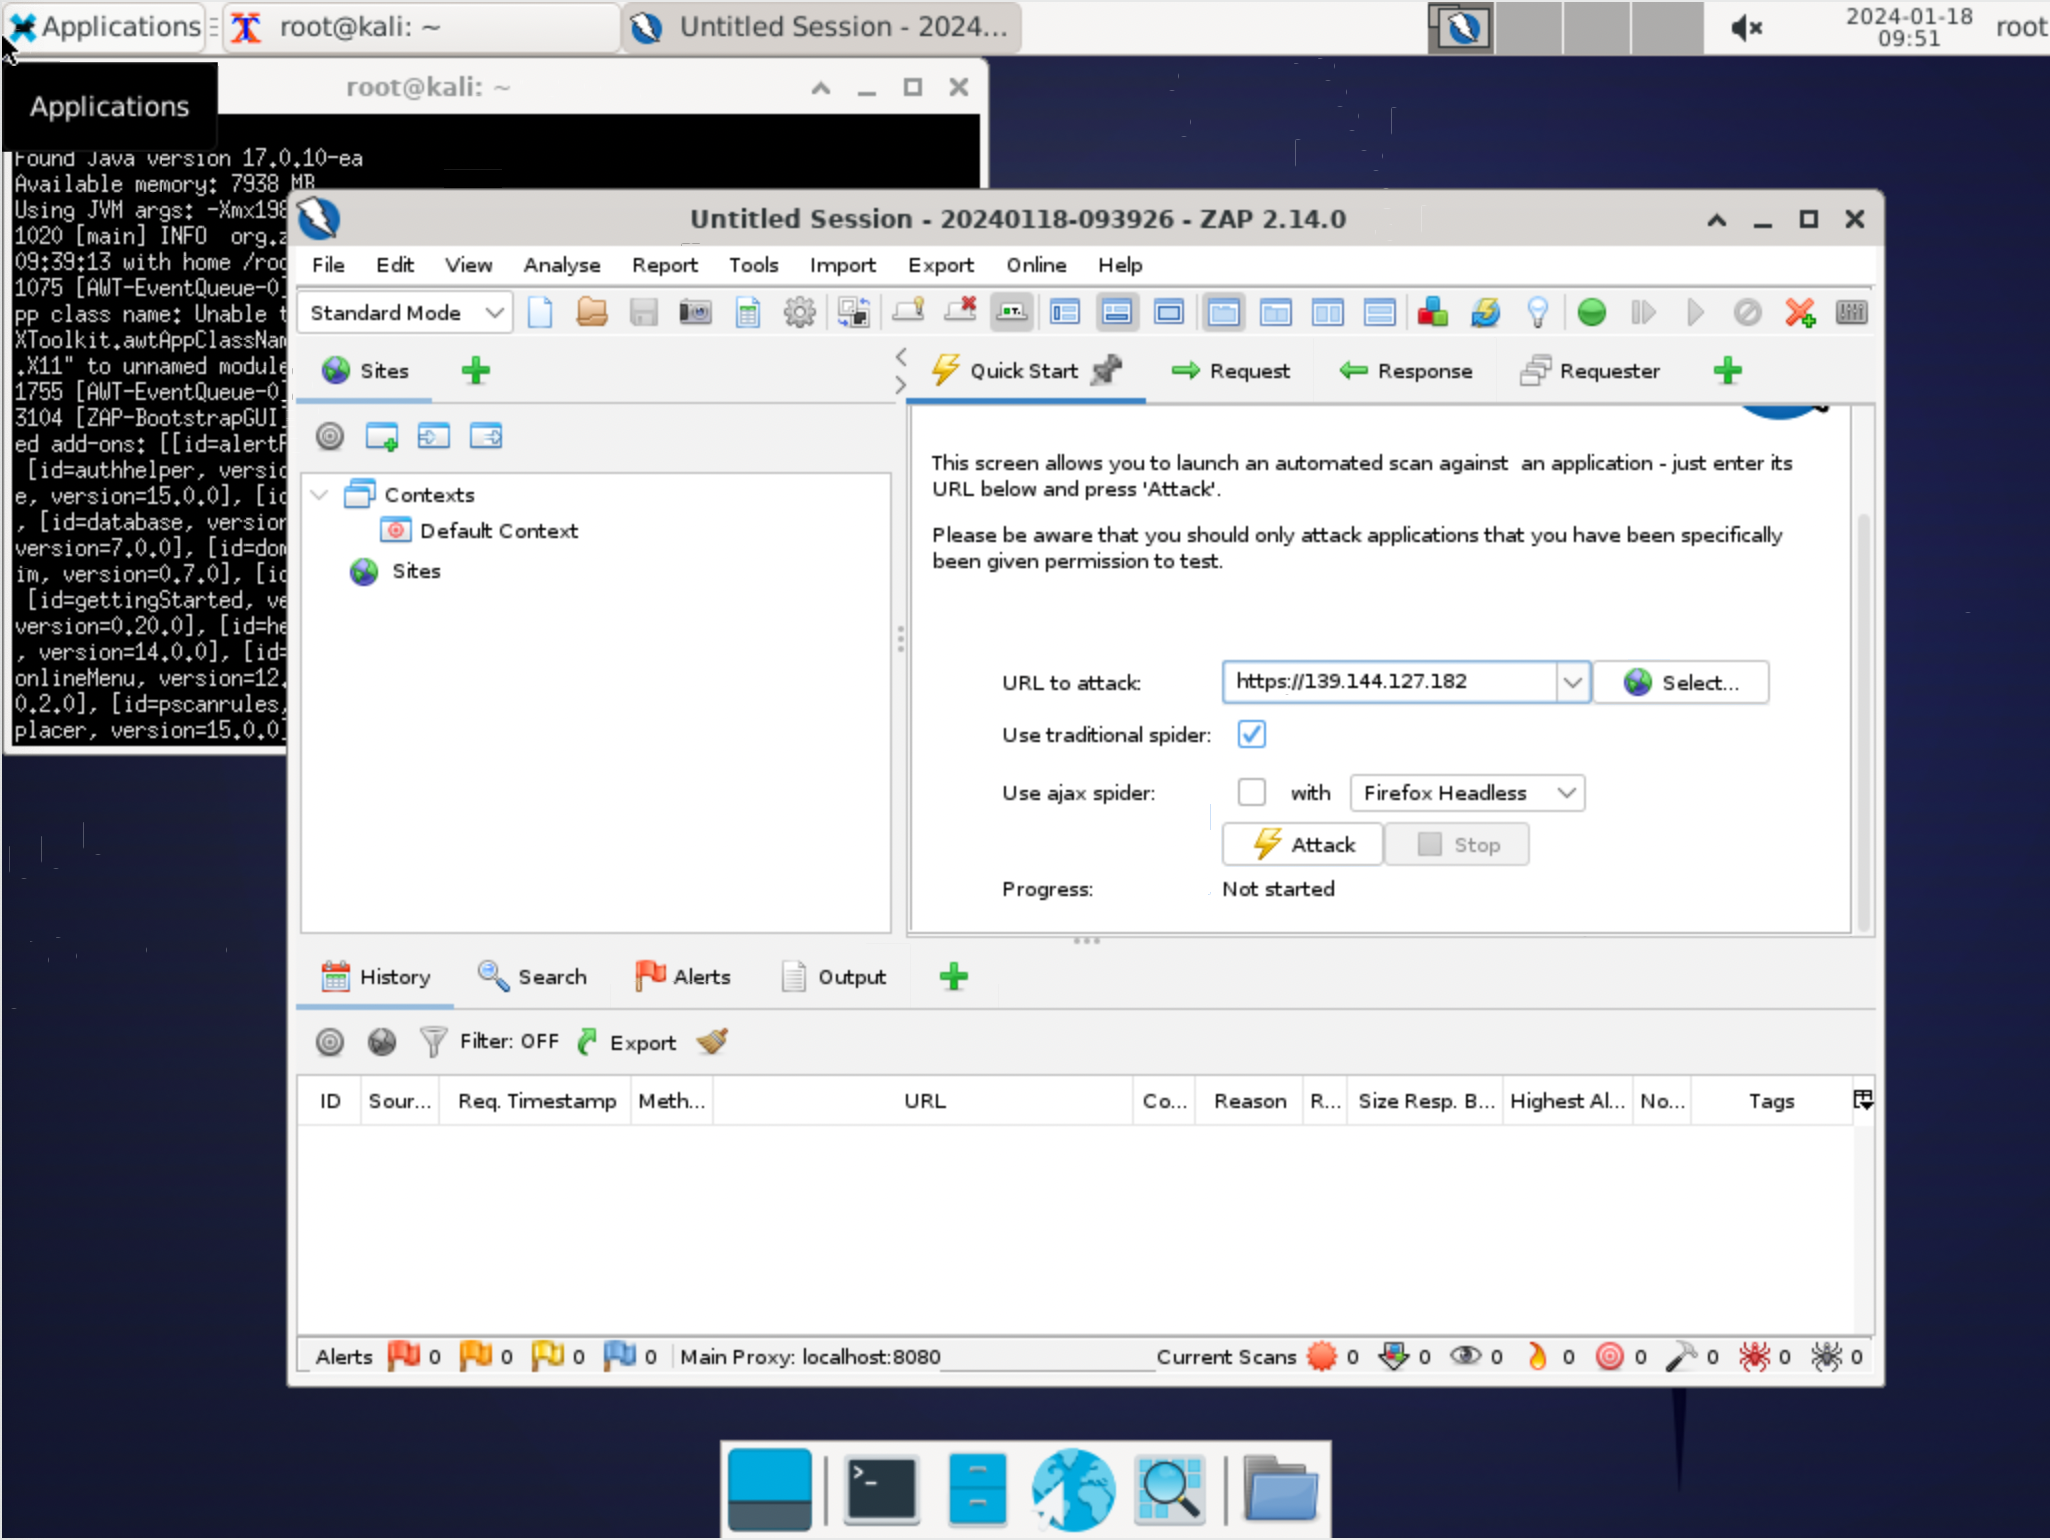 Applications
root@kali: ~
Untitled Session - 2024...
2024-01-18
09:51
root
Applications
root@kali: ~
Found Java version 17.0.10-ea
Available memory: 7938 MB
Using JVM args: -Xmx198
1020 [main] INFO  org.z
09:39:13 with home /roo
1075 [AWT-EventQueue-0]
pp class name: Unable t
XToolkit.awtAppClassNam
.X11" to unnamed module
1755 [AWT-EventQueue-0]
3104 [ZAP-BootstrapGUI]
ed add-ons: [[id=alertF
[id=authhelper, versio
e, version=15.0.0], [id
, [id=database, version
version=7.0.0], [id=dom
im, version=0.7.0], [id
[id=gettingStarted, ve
version=0.20.0], [id=he
, version=14.0.0], [id=
onlineMenu, version=12.
0.2.0], [id=pscanrules,
placer, version=15.0.0]
Untitled Session - 20240118-093926 - ZAP 2.14.0
File Edit View Analyse Report Tools Import Export Online Help
Standard Mode
Sites
Quick Start
Request
Response
Requester
Contexts
Default Context
Sites
This screen allows you to launch an automated scan against  an application - just enter its
URL below and press 'Attack'.
Please be aware that you should only attack applications that you have been specifically
been given permission to test.
URL to attack: https://139.144.127.182 Select...
Use traditional spider:
Use ajax spider: with Firefox Headless
Attack Stop
Progress: Not started
History Search Alerts Output
Filter: OFF Export
ID Sour... Req. Timestamp Meth... URL Co... Reason R... Size Resp. B... Highest Al... No... Tags
Alerts 0 0 0 0 Main Proxy: localhost:8080 Current Scans 0 0 0 0 0 0 0 0